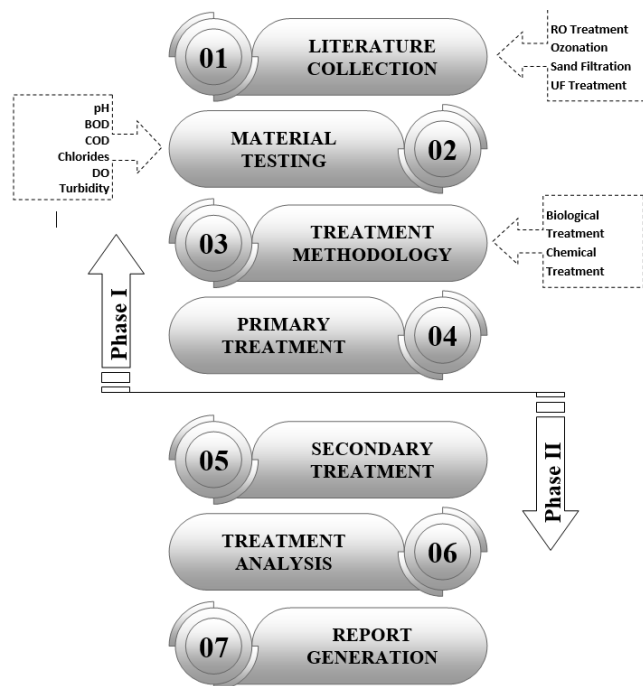 01
LITERATURE
COLLECTION
RO Treatment
Ozonation
Sand Filtration
UF Treatment
pH
BOD
COD
Chlorides
DO
Turbidity
MATERIAL
TESTING
02
03
TREATMENT
METHODOLOGY
Biological
Treatment
Chemical
Treatment
Phase I
PRIMARY
TREATMENT
04
05
SECONDARY
TREATMENT
Phase II
TREATMENT
ANALYSIS
06
07
REPORT
GENERATION